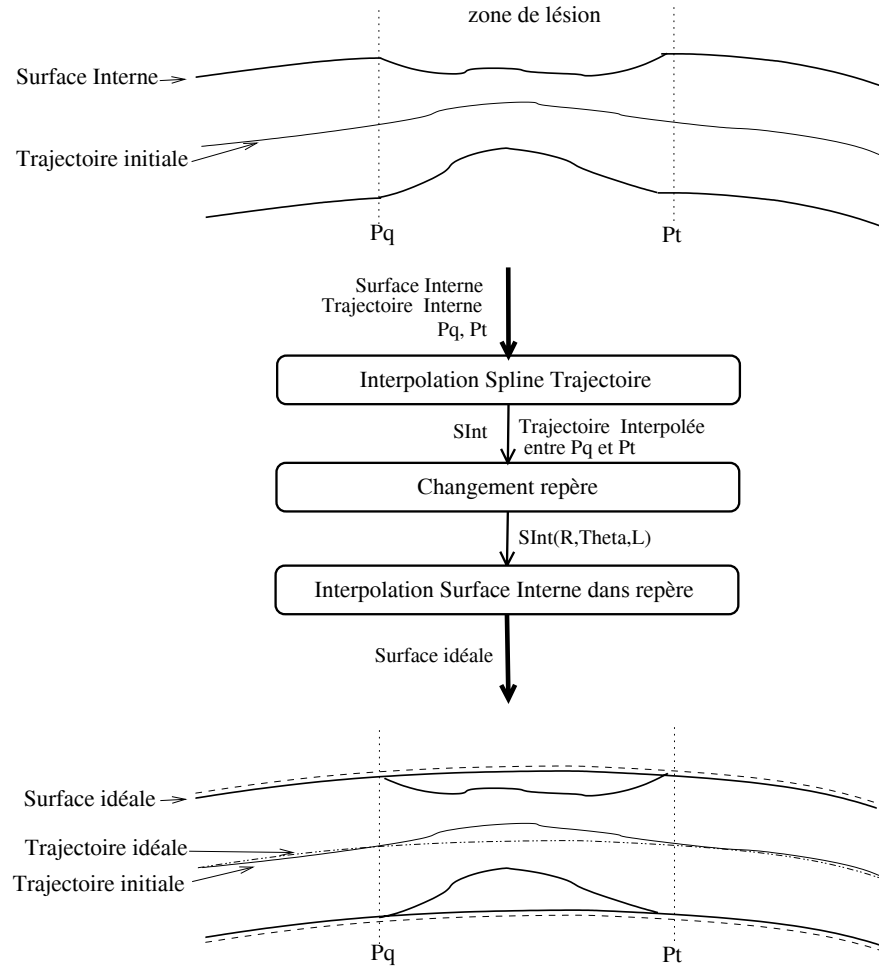 zone de lésion
Surface Interne
Trajectoire initiale
Pq
Pt
Surface Interne
Trajectoire Interne
Pq, Pt
Interpolation Spline Trajectoire
SInt
Trajectoire Interpolée
entre Pq et Pt
Changement repère
SInt(R,Theta,L)
Interpolation Surface Interne dans repère
Surface idéale
Surface idéale
Trajectoire idéale
Trajectoire initiale
Pq
Pt